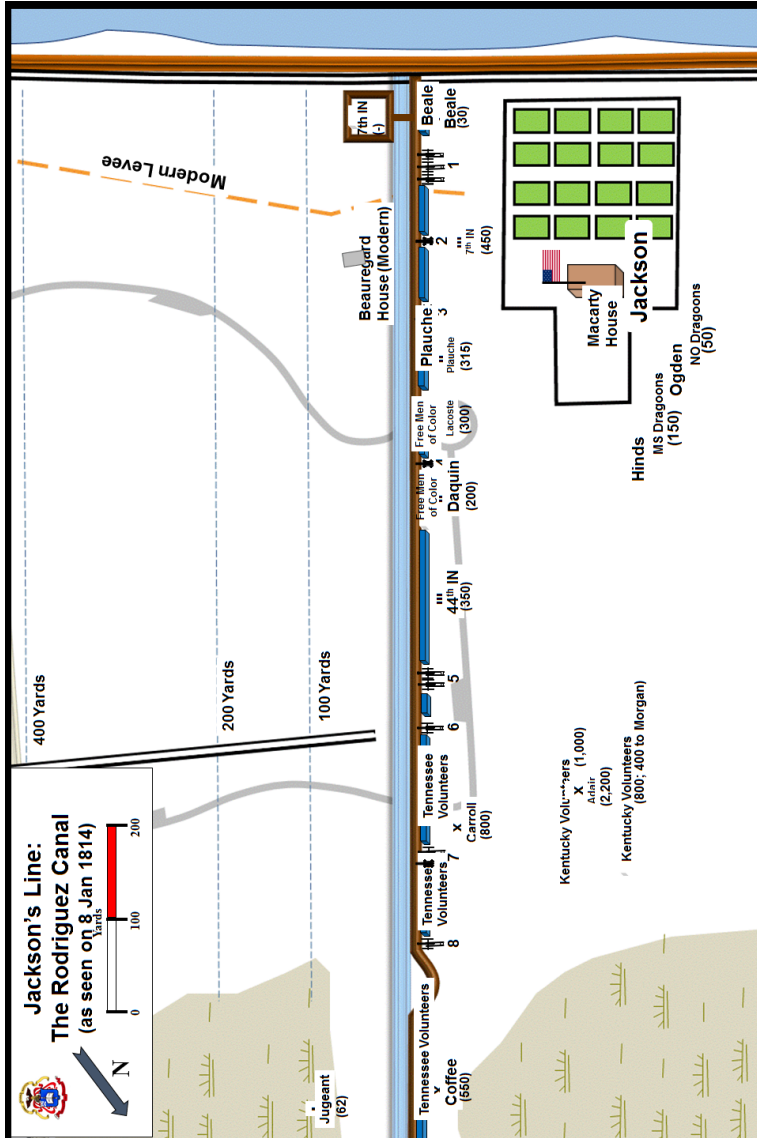 Jackson's Line:
The Rodriguez Canal
(as seen on 8 Jan 1814)
Yards
0
100
200
N
400 Yards
200 Yards
100 Yards
Modern Levee
Beauregard
House (Modern)
7th IN
(-)
Beale
Beale
(30)
1
2
7th IN
(450)
3
Plauche
Plauche
(315)
Free Men
of Color
Lacoste
(300)
4
Free Men
of Color
Daquin
(200)
44th IN
(350)
5
6
Tennessee
Volunteers
X
Carroll
(800)
7
Tennessee
Volunteers
8
Tennessee Volunteers
X
Coffee
(550)
Jugeant
(62)
Macarty
House
Jackson
Hinds
MS Dragoons
(150)
Ogden
NO Dragoons
(50)
Kentucky
(1,000)
X
Adair
(2,200)
Kentucky Volunteers
(800; 400 to Morgan)